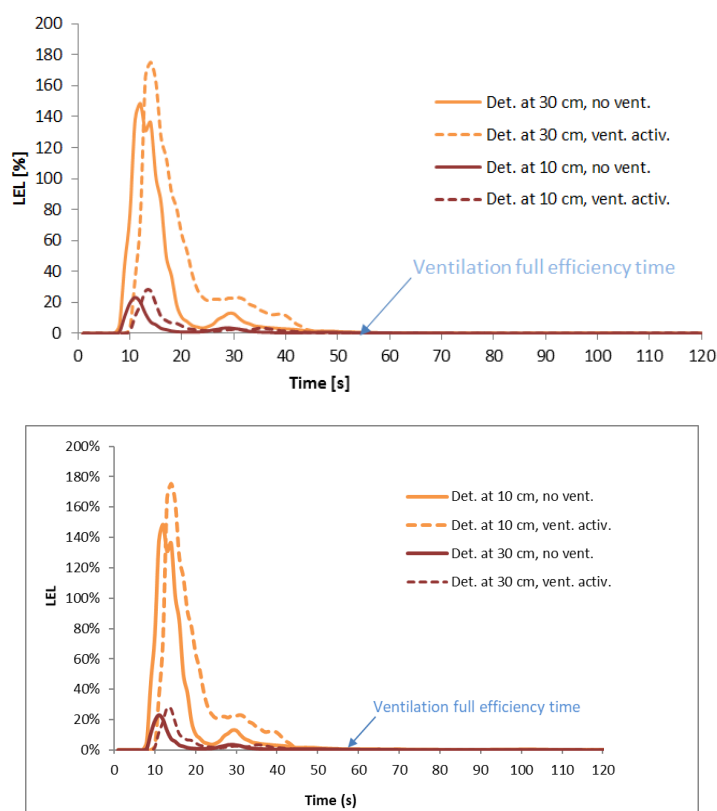 200
180
160
140
120
100
80
60
40
20
0
LEL [%]
Det. at 30 cm, no vent.
Det. at 30 cm, vent. activ.
Det. at 10 cm, no vent.
Det. at 10 cm, vent. activ.
Ventilation full efficiency time
0 10 20 30 40 50 60 70 80 90 100 110 120
Time [s]
200%
180%
160%
140%
120%
100%
80%
60%
40%
20%
0%
LEL
Det. at 10 cm, no vent.
Det. at 10 cm, vent. activ.
Det. at 30 cm, no vent.
Det. at 30 cm, vent. activ.
Ventilation full efficiency time
0 10 20 30 40 50 60 70 80 90 100 110 120
Time (s)